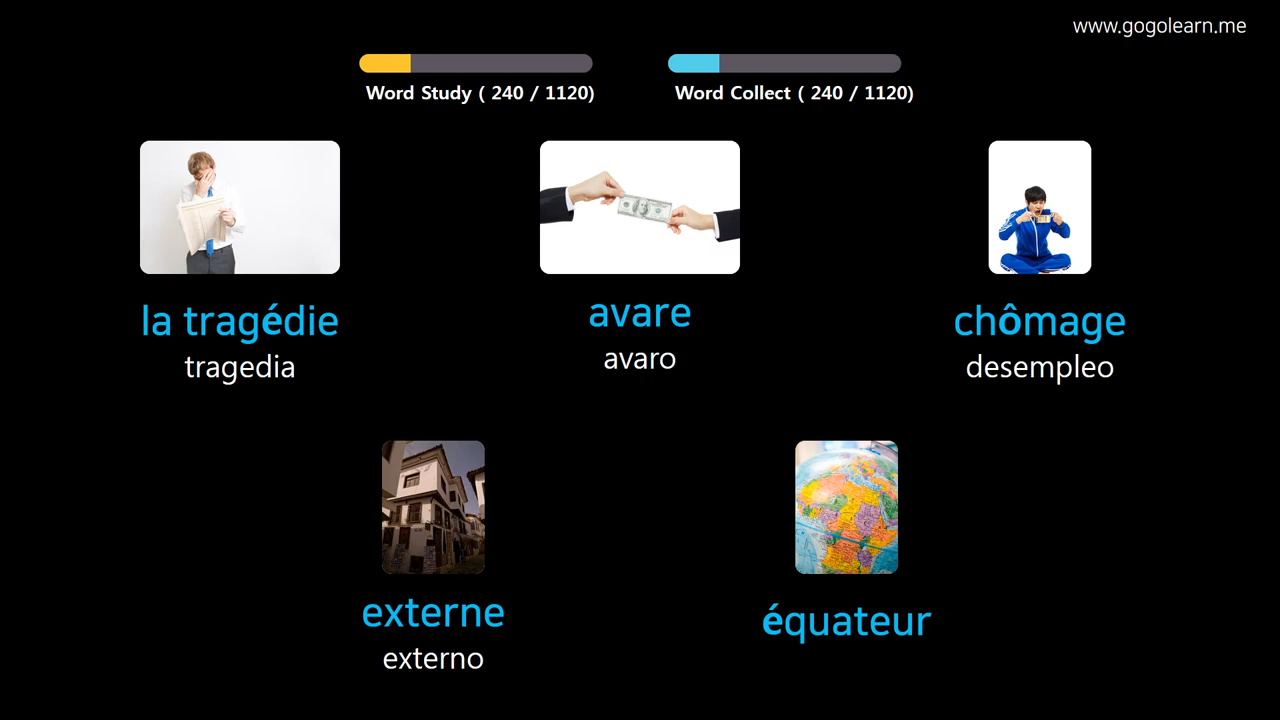 www.gogolearn.me
Word Study ( 240 / 1120)
Word Collect ( 240 / 1120)
la tragédie
tragedia
avare
avaro
chômage
desempleo
externe
externo
équateur